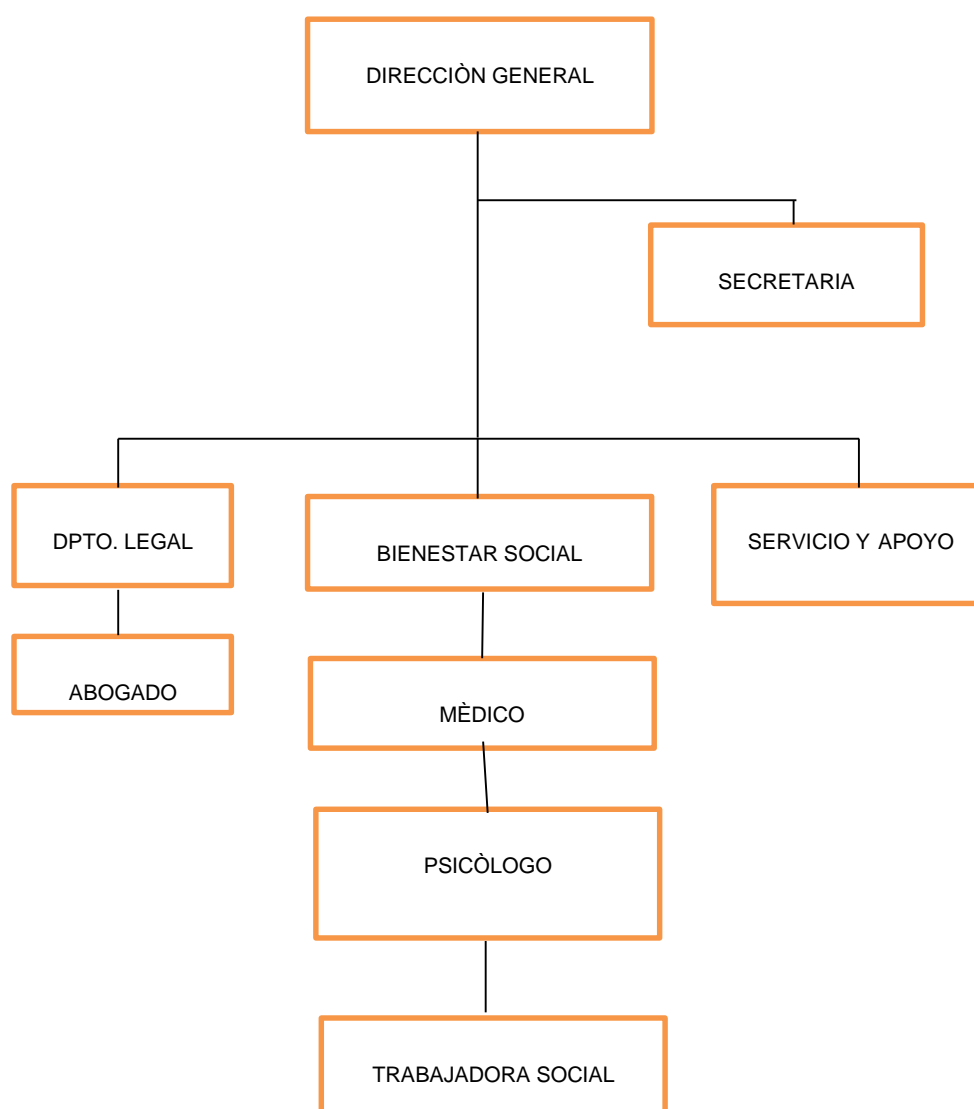 DIRECCIÒN GENERAL
SECRETARIA
DPTO. LEGAL
BIENESTAR SOCIAL
SERVICIO Y APOYO
ABOGADO
MÈDICO
PSICÒLOGO
TRABAJADORA SOCIAL